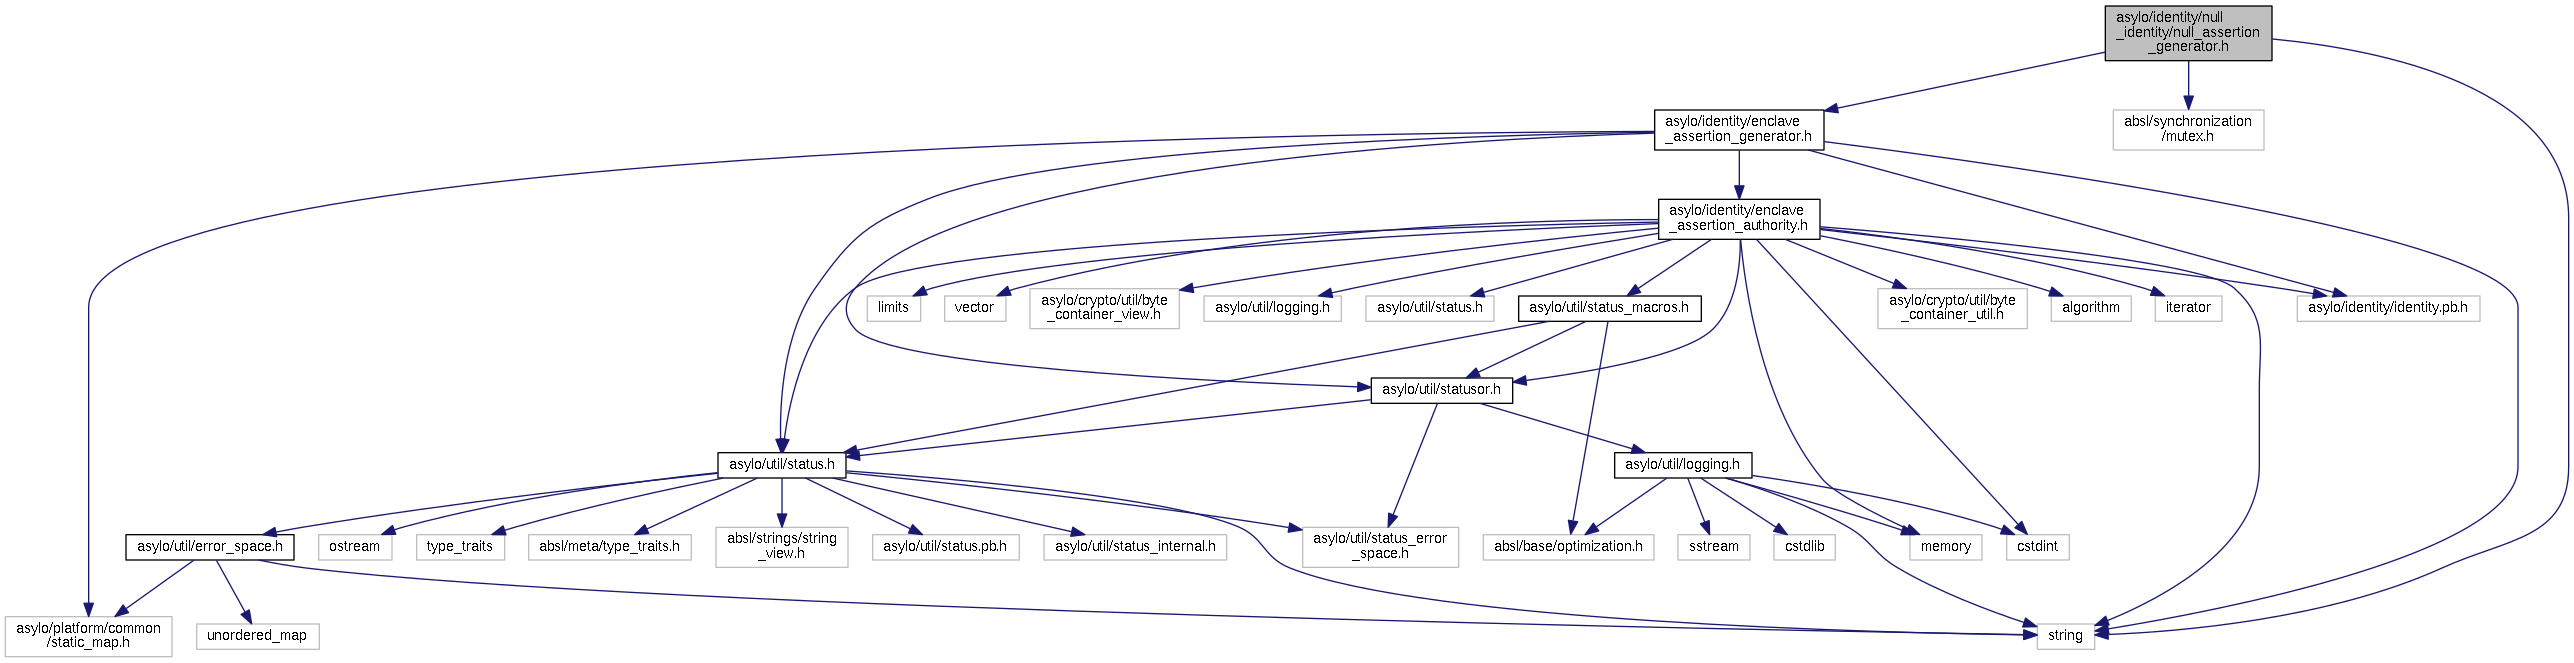 asylo/identity/null
_identity/null_assertion
_generator.h
asylo/identity/enclave
_assertion_generator.h
absl/synchronization
/mutex.h
asylo/identity/enclave
_assertion_authority.h
limits
vector
asylo/crypto/util/byte
_container_view.h
asylo/util/logging.h
asylo/util/status.h
asylo/util/status_macros.h
asylo/crypto/util/byte
_container_util.h
algorithm
iterator
asylo/identity/identity.pb.h
asylo/util/statusor.h
asylo/util/status.h
asylo/util/logging.h
asylo/util/error_space.h
ostream
type_traits
absl/meta/type_traits.h
absl/strings/string
_view.h
asylo/util/status.pb.h
asylo/util/status_internal.h
asylo/util/status_error
_space.h
absl/base/optimization.h
sstream
cstdlib
memory
cstdint
asylo/platform/common
/static_map.h
unordered_map
string